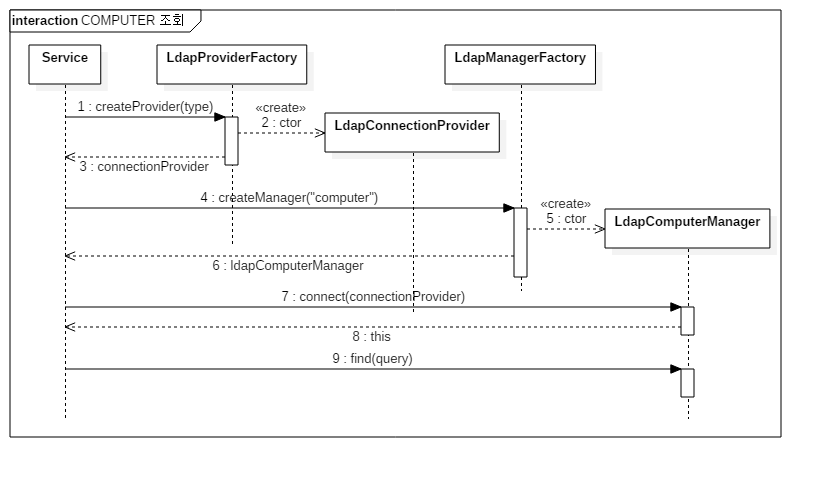 interaction COMPUTER 조회
Service
LdapProviderFactory
LdapManagerFactory
1 : createProvider(type)
«create»
2 : ctor
LdapConnectionProvider
3 : connectionProvider
4 : createManager("computer")
«create»
5 : ctor
LdapComputerManager
6 : ldapComputerManager
7 : connect(connectionProvider)
8 : this
9 : find(query)